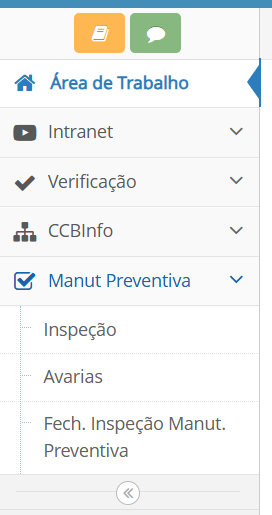 Área de Trabalho
Intranet
Verificação
CCBInfo
Manut Preventiva
Inspeção
Avarias
Fech. Inspeção Manut.
Preventiva